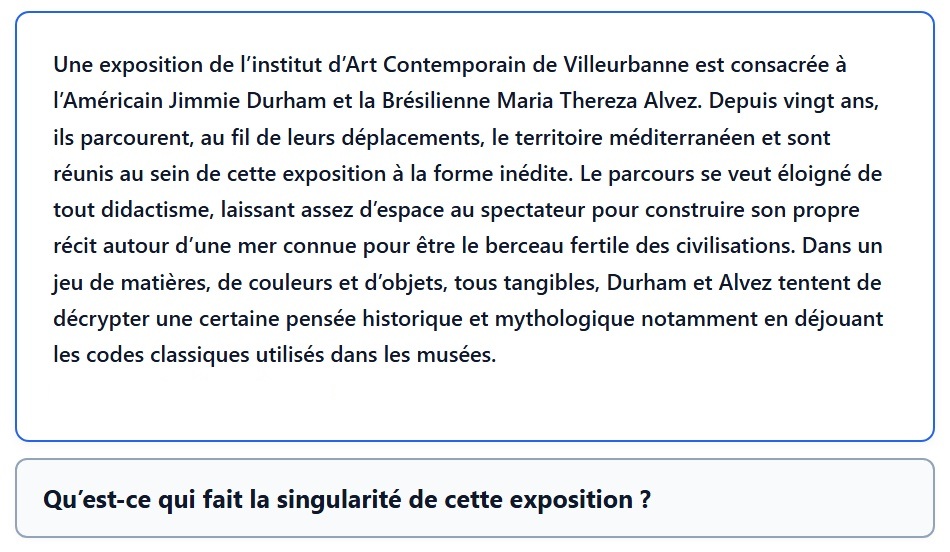 Une exposition de l’institut d’Art Contemporain de Villeurbanne est consacrée à
l’Américain Jimmie Durham et la Brésilienne Maria Thereza Alvez. Depuis vingt ans,
ils parcourent, au fil de leurs déplacements, le territoire méditerranéen et sont
réunis au sein de cette exposition à la forme inédite. Le parcours se veut éloigné de
tout didactisme, laissant assez d’espace au spectateur pour construire son propre
récit autour d’une mer connue pour être le berceau fertile des civilisations. Dans un
jeu de matières, de couleurs et d’objets, tous tangibles, Durham et Alvez tentent de
décrypter une certaine pensée historique et mythologique notamment en déjouant
les codes classiques utilisés dans les musées.
Qu’est-ce qui fait la singularité de cette exposition ?